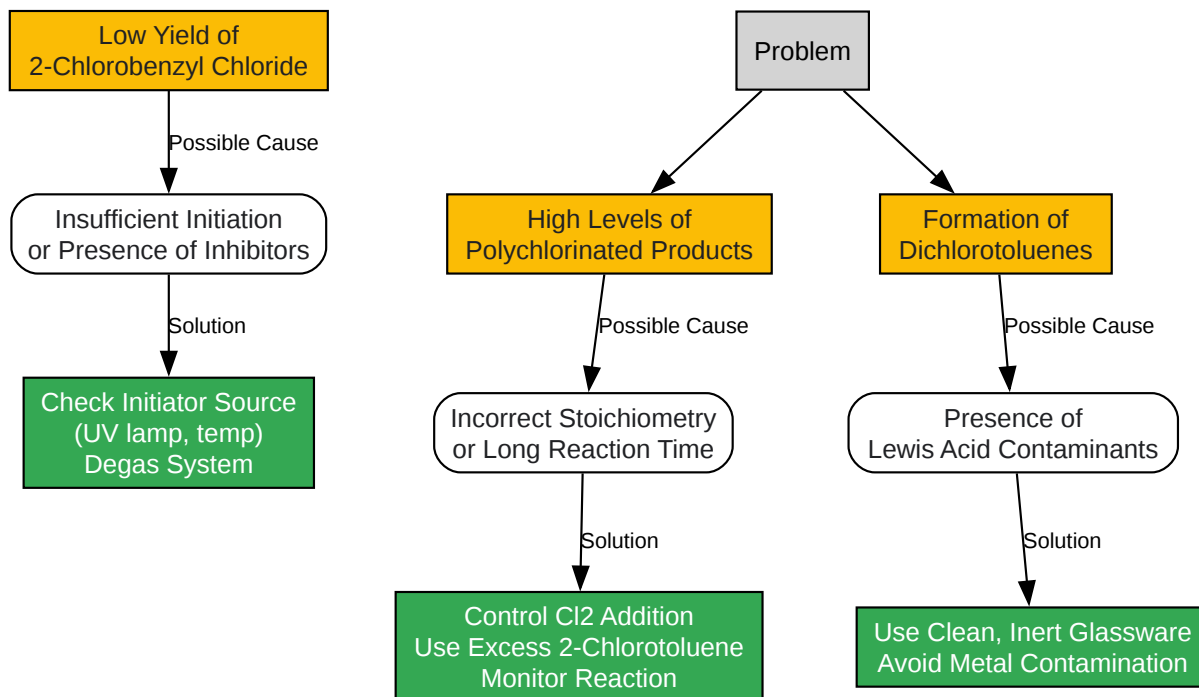 Low Yield of
2-Chlorobenzyl Chloride
Possible Cause
Insufficient Initiation
or Presence of Inhibitors
Solution
Check Initiator Source
(UV lamp, temp)
Degas System
Problem
High Levels of
Polychlorinated Products
Possible Cause
Incorrect Stoichiometry
or Long Reaction Time
Solution
Control Cl2 Addition
Use Excess 2-Chlorotoluene
Monitor Reaction
Formation of
Dichlorotoluenes
Possible Cause
Presence of
Lewis Acid Contaminants
Solution
Use Clean, Inert Glassware
Avoid Metal Contamination